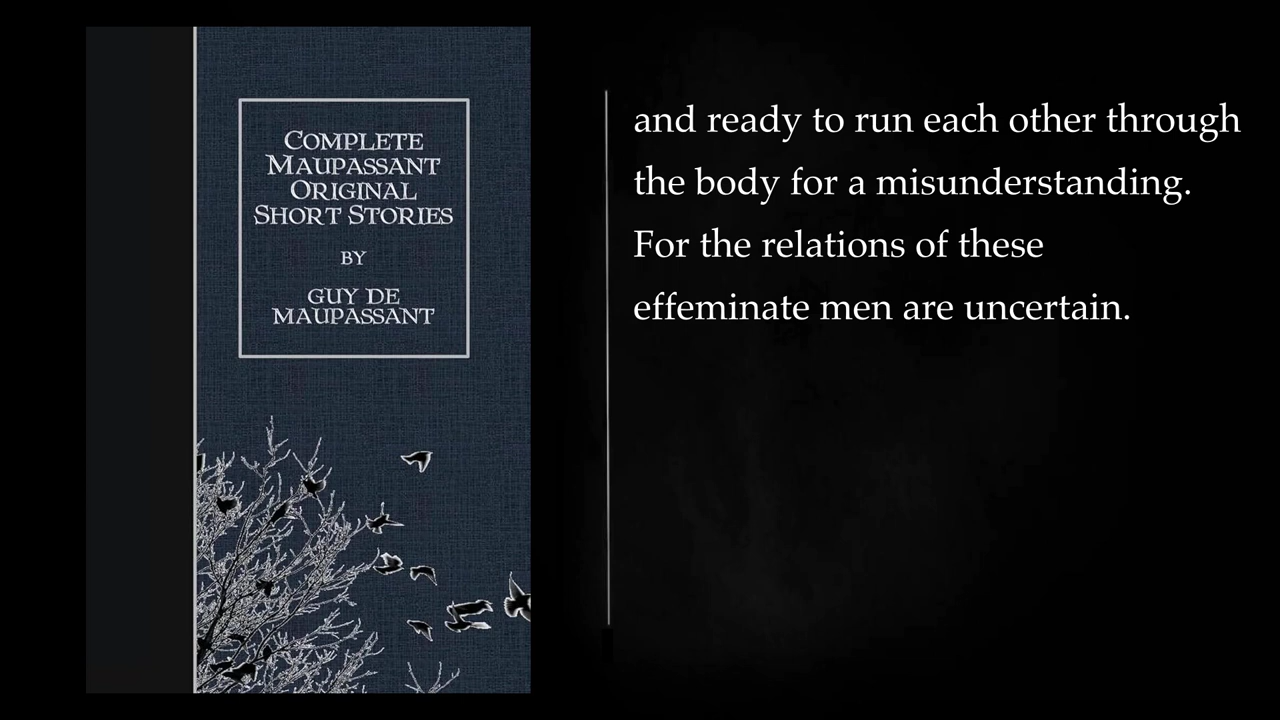 COMPLETE
MAUPASSANT
ORIGINAL
SHORT STORIES
BY
GUY DE
MAUPASSANT
and ready to run each other through
the body for a misunderstanding.
For the relations of these
effeminate men are uncertain.